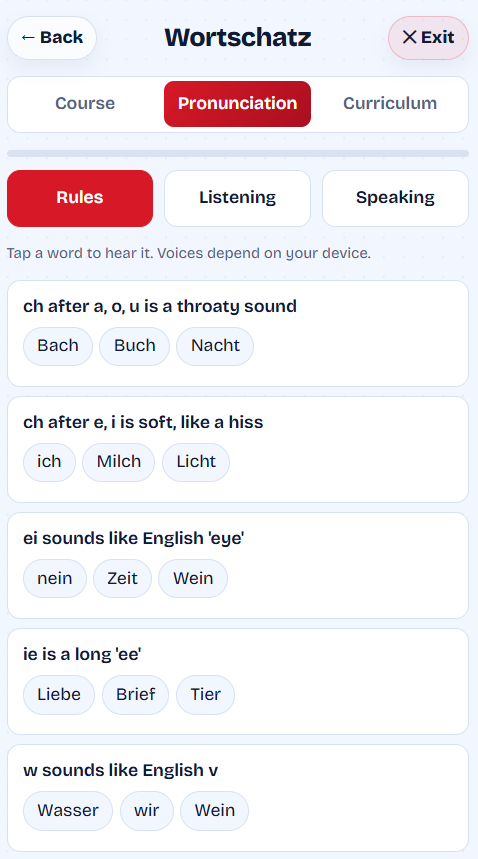 ← Back Wortschatz ✕ Exit
Course Pronunciation Curriculum
Rules Listening Speaking
Tap a word to hear it. Voices depend on your device.
ch after a, o, u is a throaty sound
Bach Buch Nacht
ch after e, i is soft, like a hiss
ich Milch Licht
ei sounds like English 'eye'
nein Zeit Wein
ie is a long 'ee'
Liebe Brief Tier
w sounds like English v
Wasser wir Wein